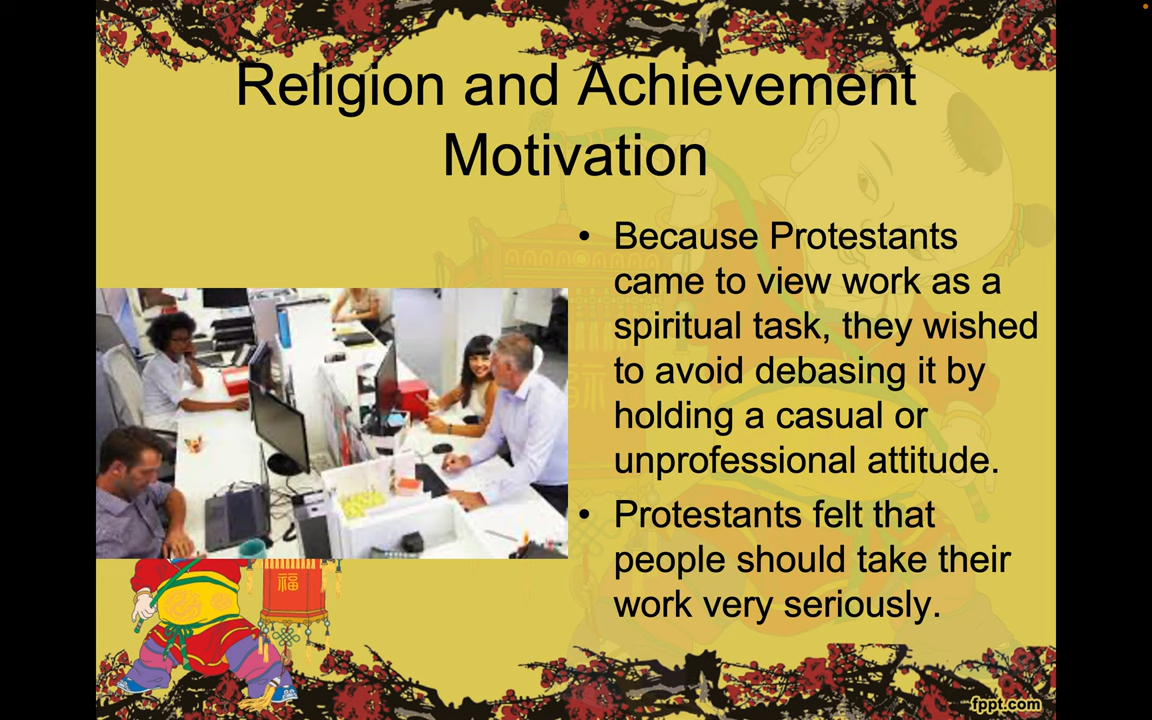 Religion and Achievement
Motivation
• Because Protestants
came to view work as a
spiritual task, they wished
to avoid debasing it by
holding a casual or
unprofessional attitude.
• Protestants felt that
people should take their
work very seriously.
福
fppt.com